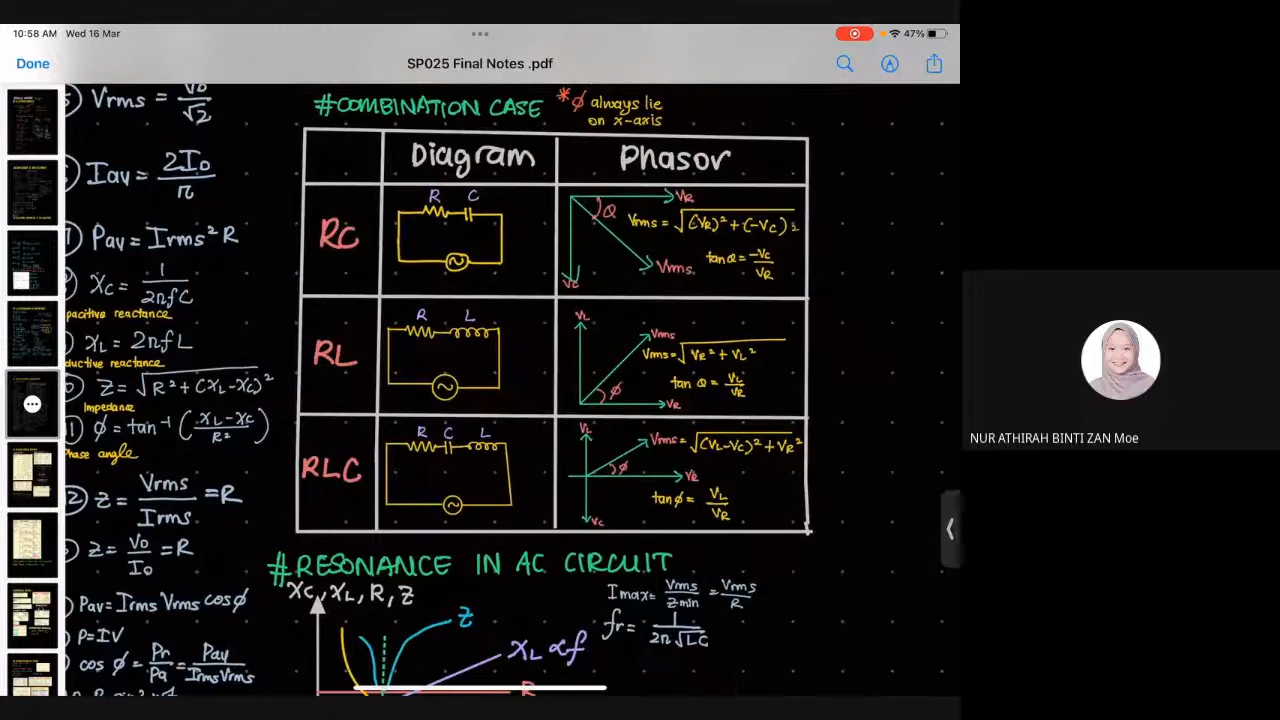 10:58 AM Wed 16 Mar
47%
Done
SP025 Final Notes .pdf
Vrms = V0/√2
Iav = 2I0/π
Pav = Irms² R
XC = 1/2πfC
pacitive reactance
XL = 2πfL
ductive reactance
Z = √R² + (XL-XC)²
Impedance
11) ϕ = tan⁻¹ (XL-XC/R²)
hase angle
2) Z = Vrms/Irms = R
Z = V0/I0 = R
Pav = Irms Vrms cosϕ
P = IV
cos ϕ = Pr/Pa = Pav/IrmsVrms
#COMBINATION CASE
*ϕ always lie
on x-axis
Diagram
Phasor
RC
R C
VR
θ
Vrms = √(VR)² + (-VC)²
tan θ = -VC/VR
Vrms
VC
RL
R L
VL
Vrms
Vrms = √VR² + VL²
tan θ = VL/VR
ϕ
VR
RLC
R C L
VL
Vrms = √(VL-VC)² + VR²
ϕ
VR
tan ϕ = VL/VR
VC
#RESONANCE IN AC CIRCUIT
XC, XL, R, Z
Z
XL ∝ f
Imax = Vrms/Zmin = Vrms/R
fr = 1/2π√LC
NUR ATHIRAH BINTI ZAN Moe